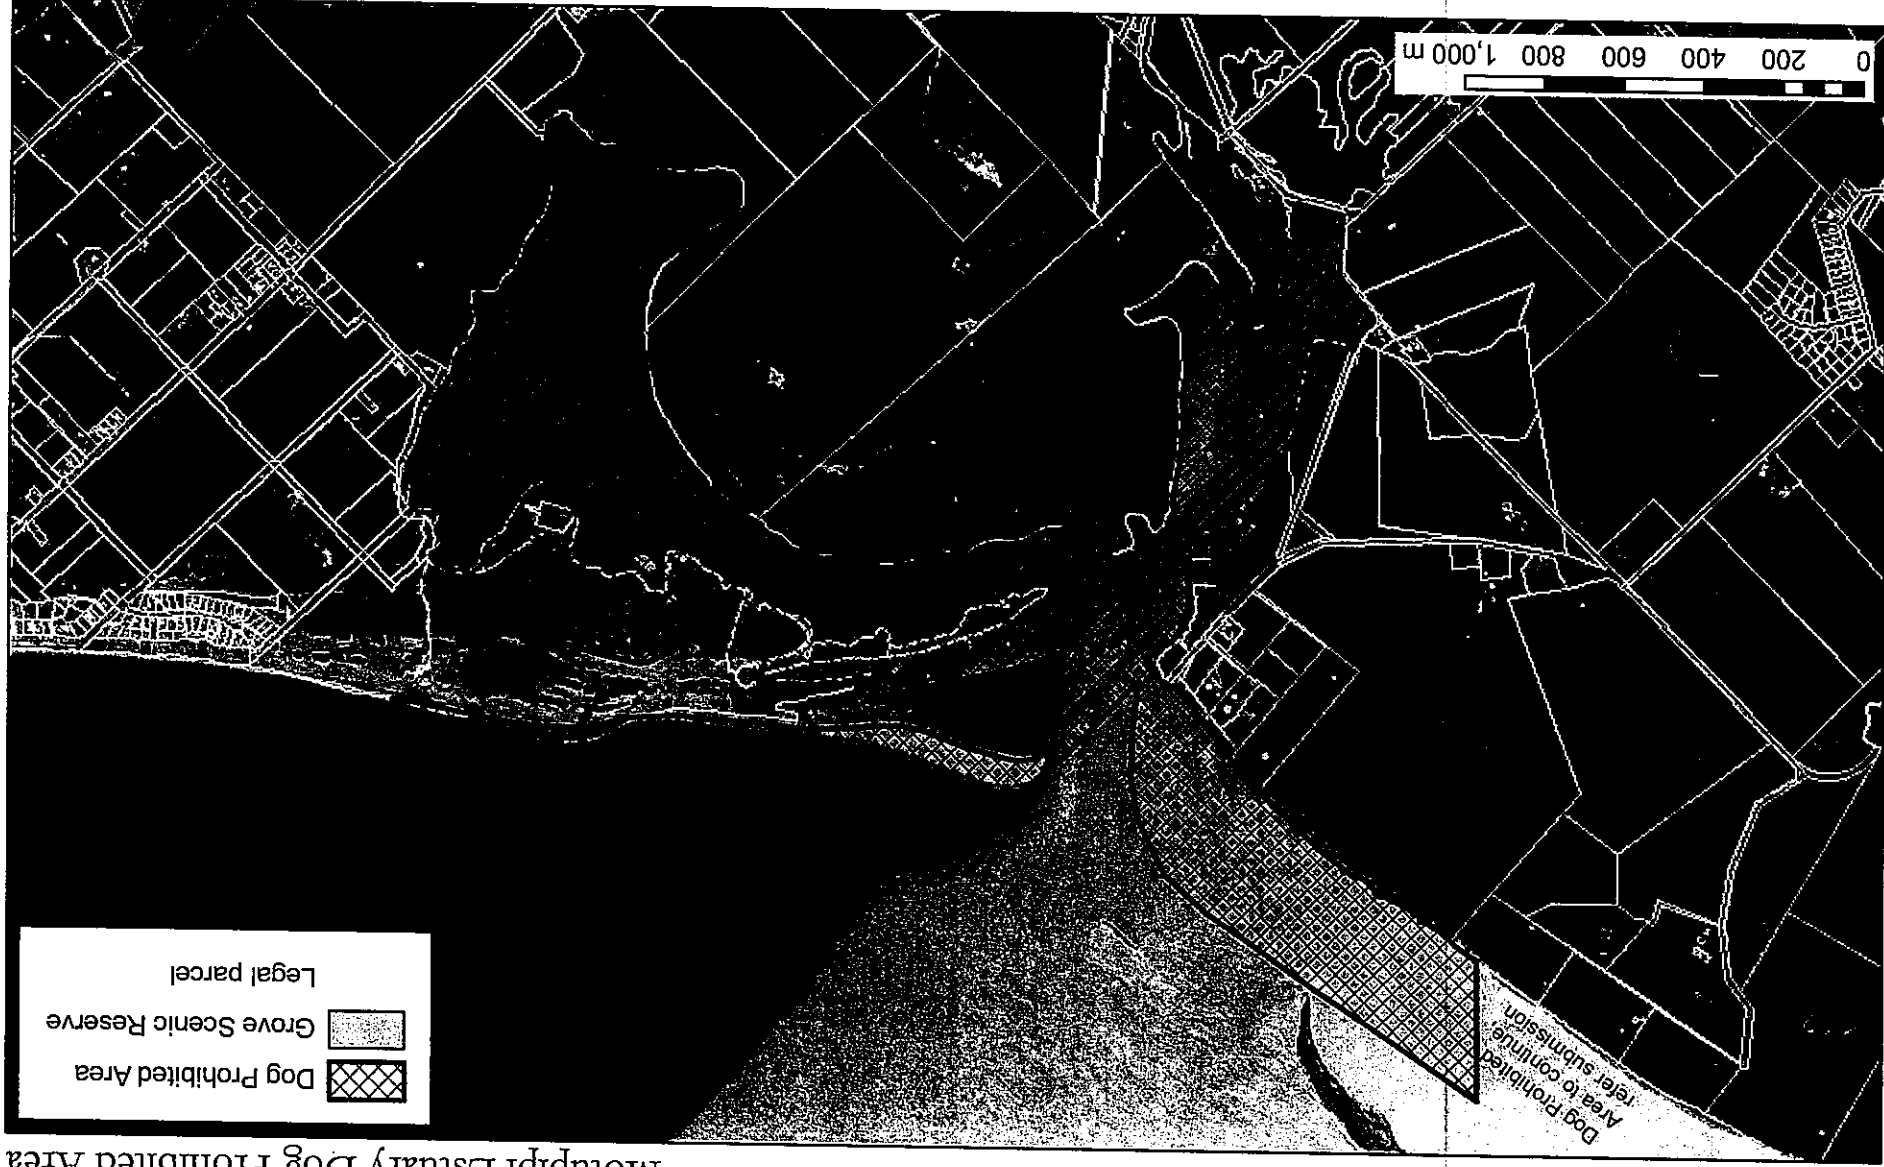 Motupipi Estuary Dog Prohibited Area
Dog Prohibited Area
Grove Scenic Reserve
Legal parcel
Dog Prohibited
Area (to continue,
refer submission
0 200 400 600 800 1,000 m